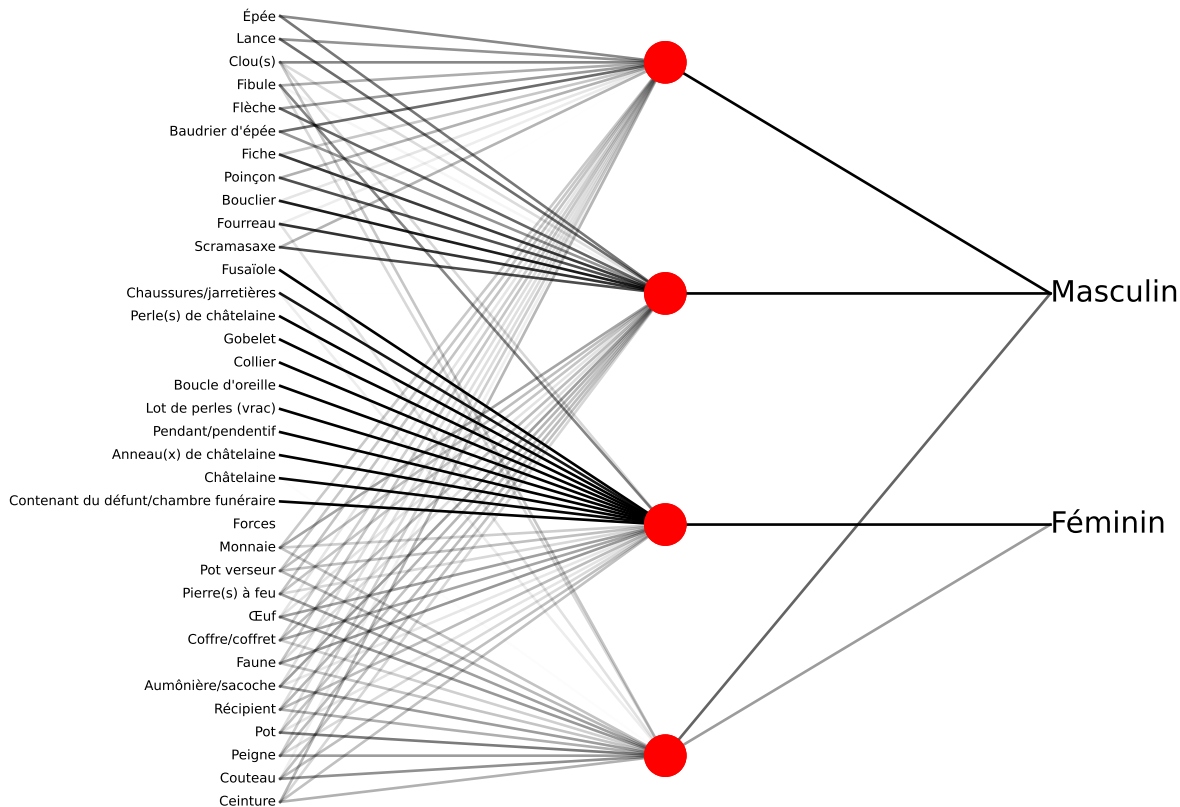 Épée
Lance
Clou(s)
Fibule
Flèche
Baudrier d'épée
Fiche
Poinçon
Bouclier
Fourreau
Scramasaxe
Fusaïole
Chaussures/jarretières
Perle(s) de châtelaine
Gobelet
Collier
Boucle d'oreille
Lot de perles (vrac)
Pendant/pendentif
Anneau(x) de châtelaine
Châtelaine
Contenant du défunt/chambre funéraire
Forces
Monnaie
Pot verseur
Pierre(s) à feu
Œuf
Coffre/coffret
Faune
Aumônière/sacoche
Récipient
Pot
Peigne
Couteau
Ceinture
Masculin
Féminin